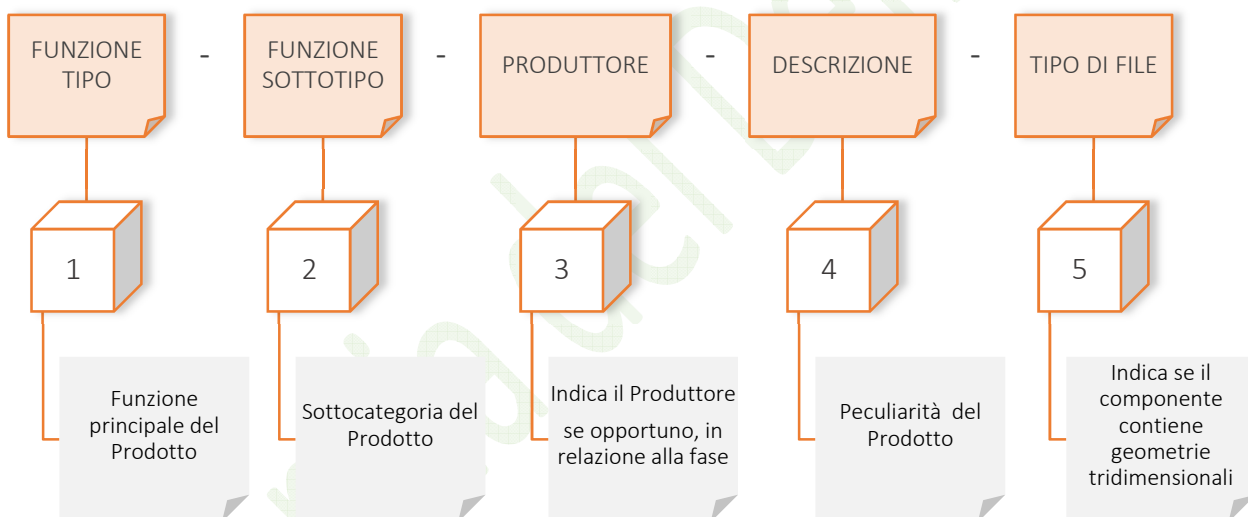 FUNZIONE
TIPO
-
FUNZIONE
SOTTOTIPO
-
PRODUTTORE
-
DESCRIZIONE
-
TIPO DI FILE
1
2
3
4
5
Funzione
principale del
Prodotto
Sottocategoria del
Prodotto
Indica il Produttore
se opportuno, in
relazione alla fase
Peculiarità del
Prodotto
Indica se il
componente
contiene
geometrie
tridimensionali